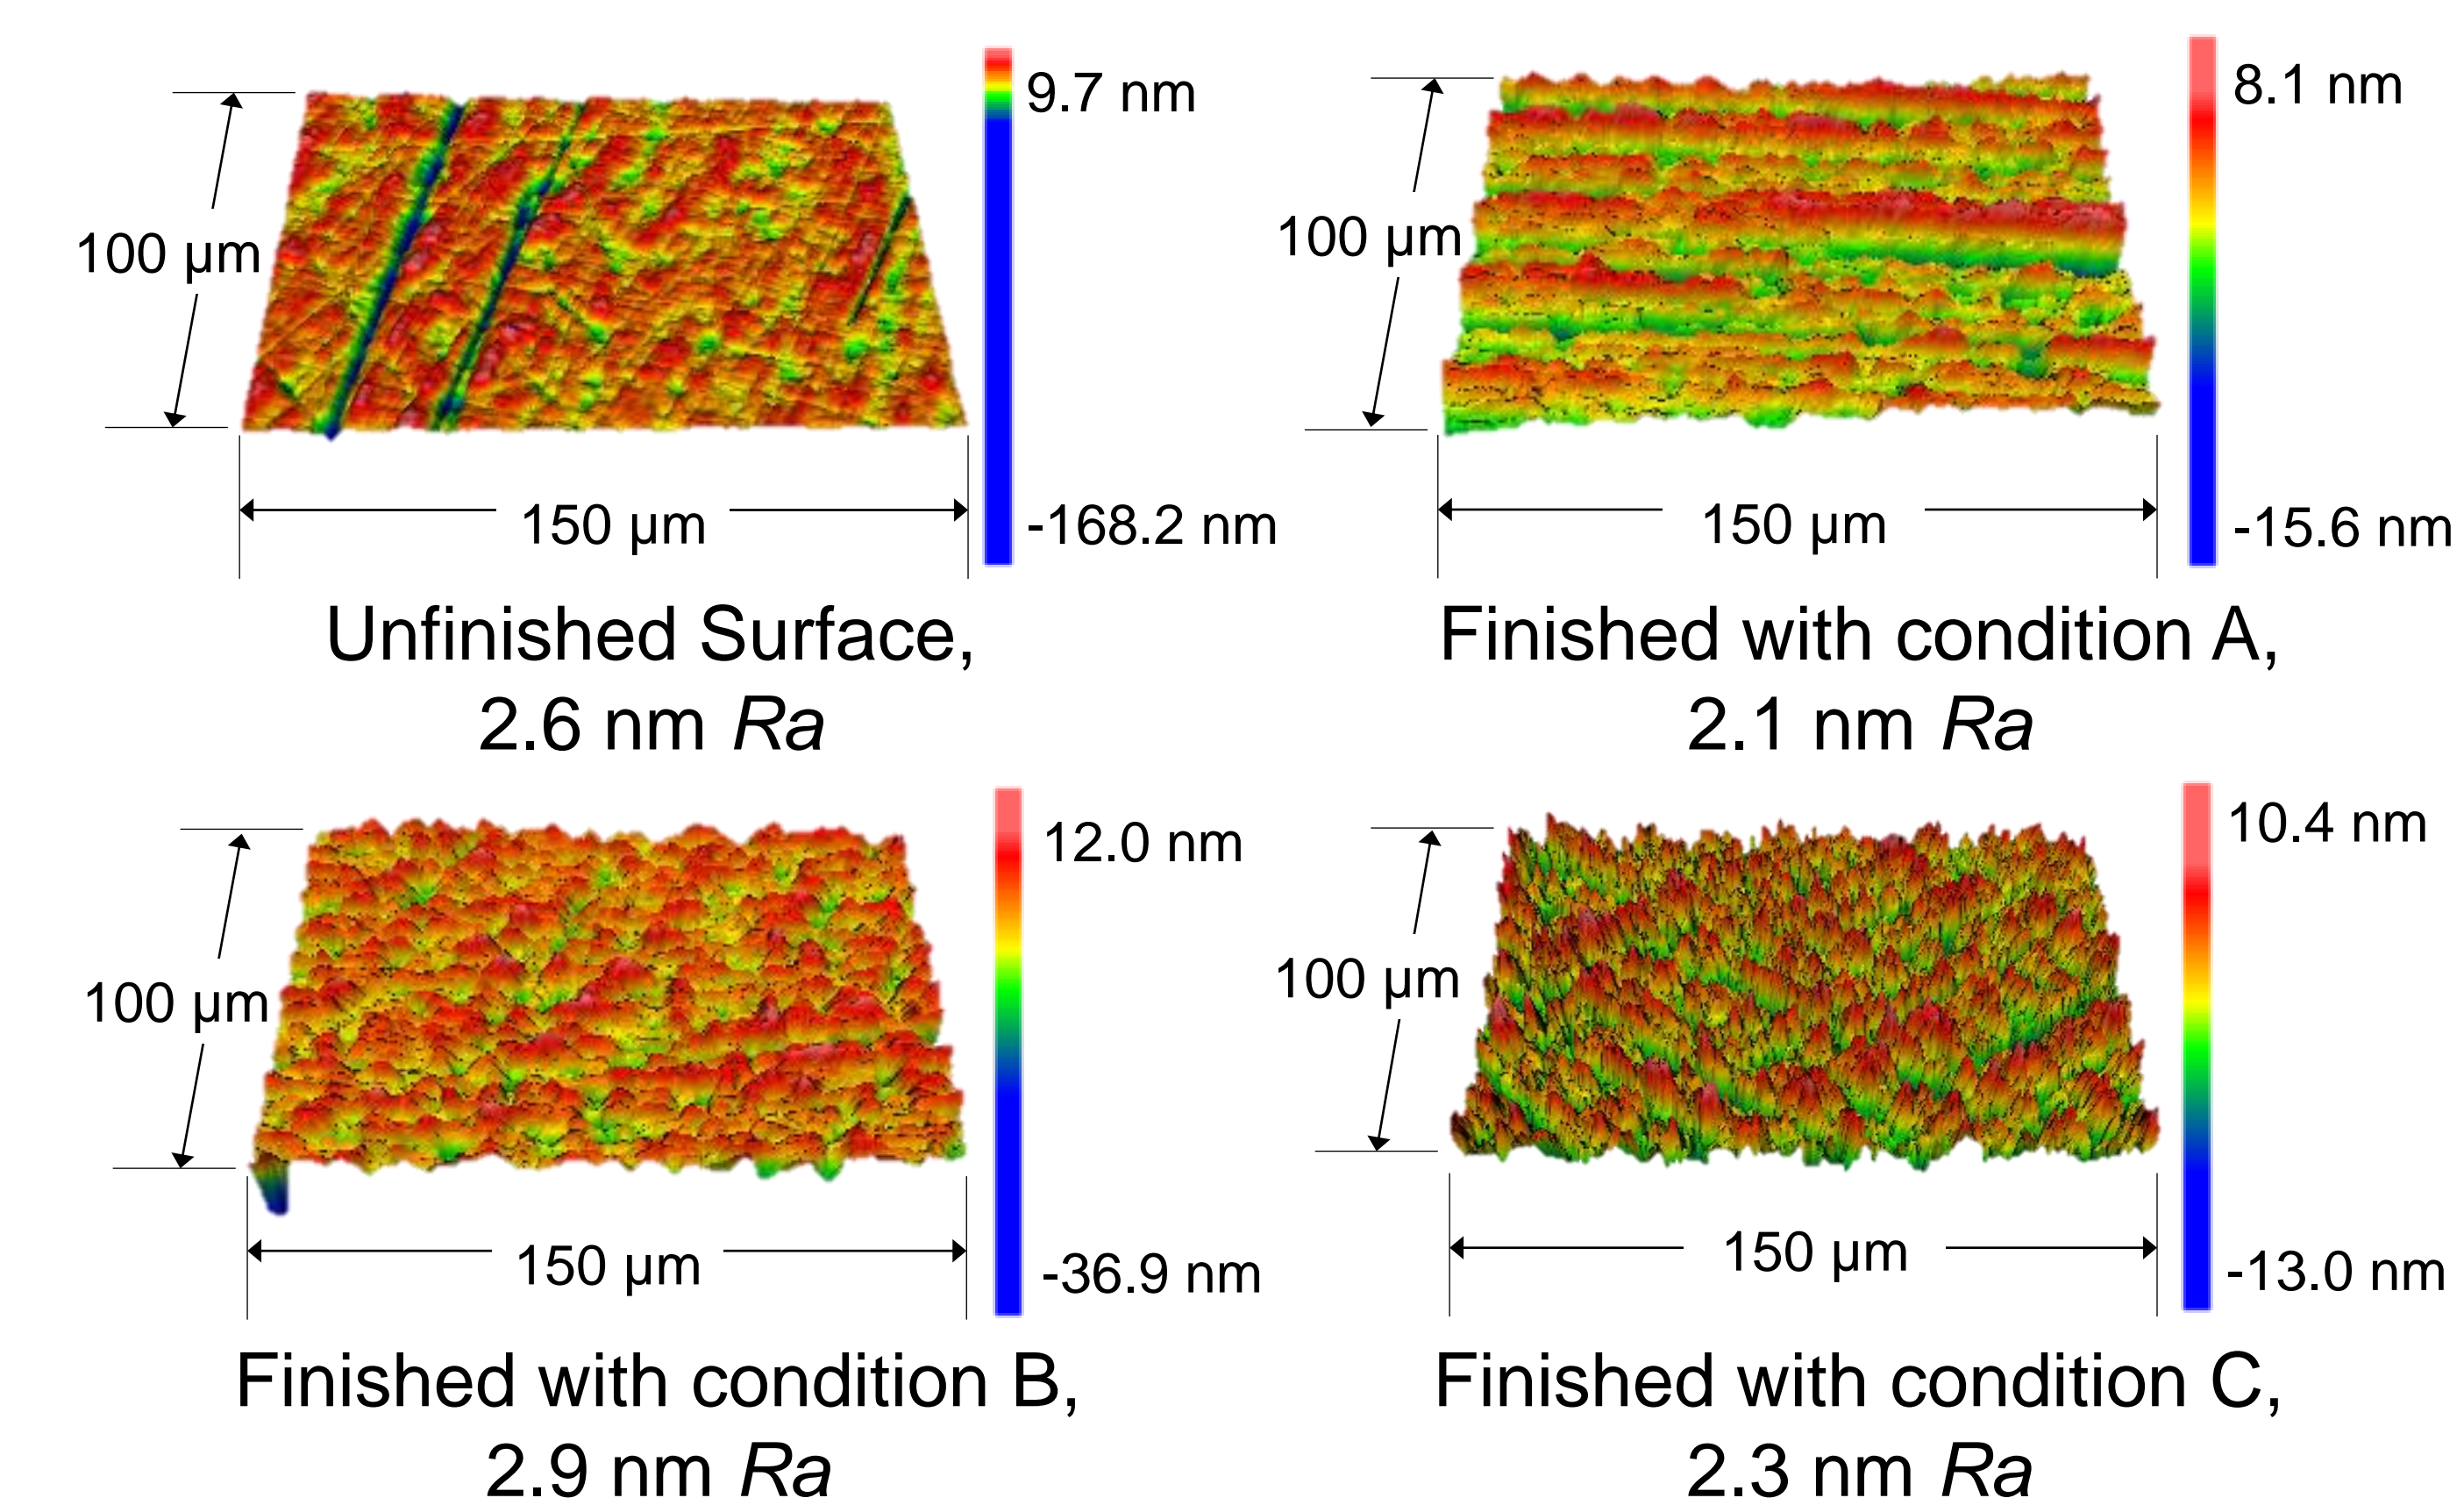 9.7 nm
100 µm
-168.2 nm
150 µm
Unfinished Surface,
2.6 nm Ra
8.1 nm
100 µm
-15.6 nm
150 µm
Finished with condition A,
2.1 nm Ra
12.0 nm
100 µm
-36.9 nm
150 µm
Finished with condition B,
2.9 nm Ra
10.4 nm
100 µm
-13.0 nm
150 µm
Finished with condition C,
2.3 nm Ra